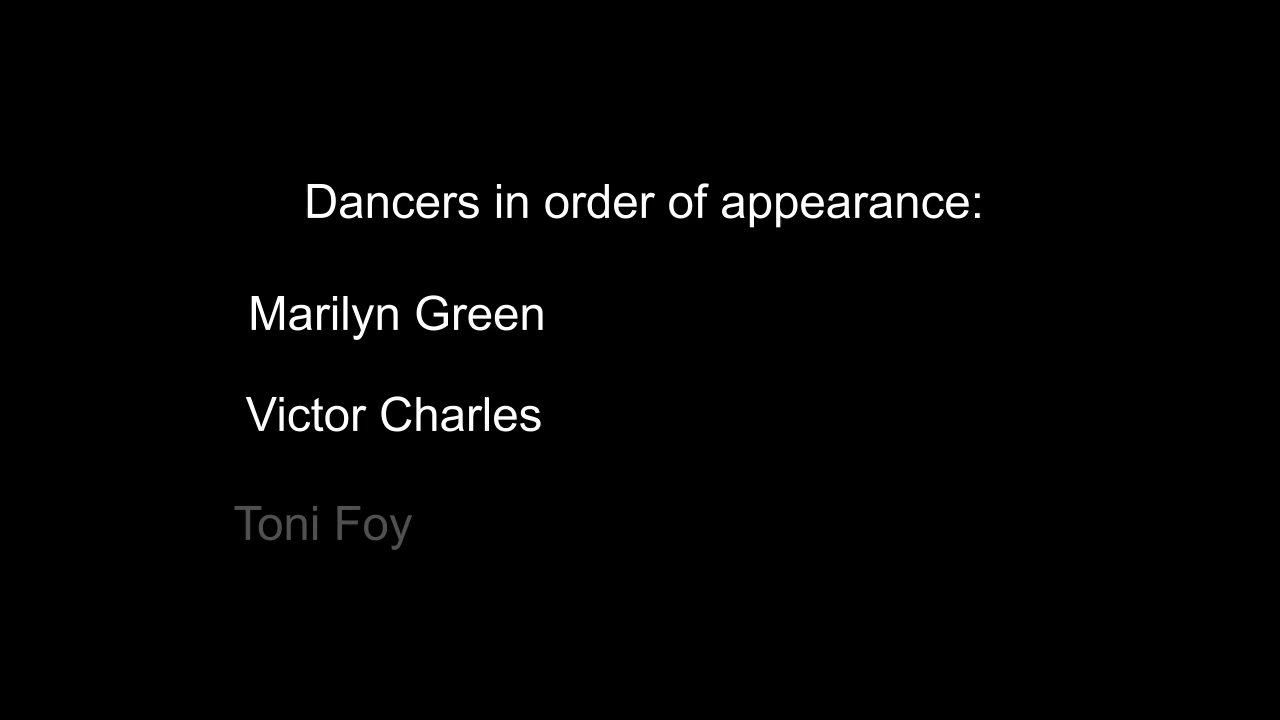 Dancers in order of appearance:
Marilyn Green
Victor Charles
Toni Foy